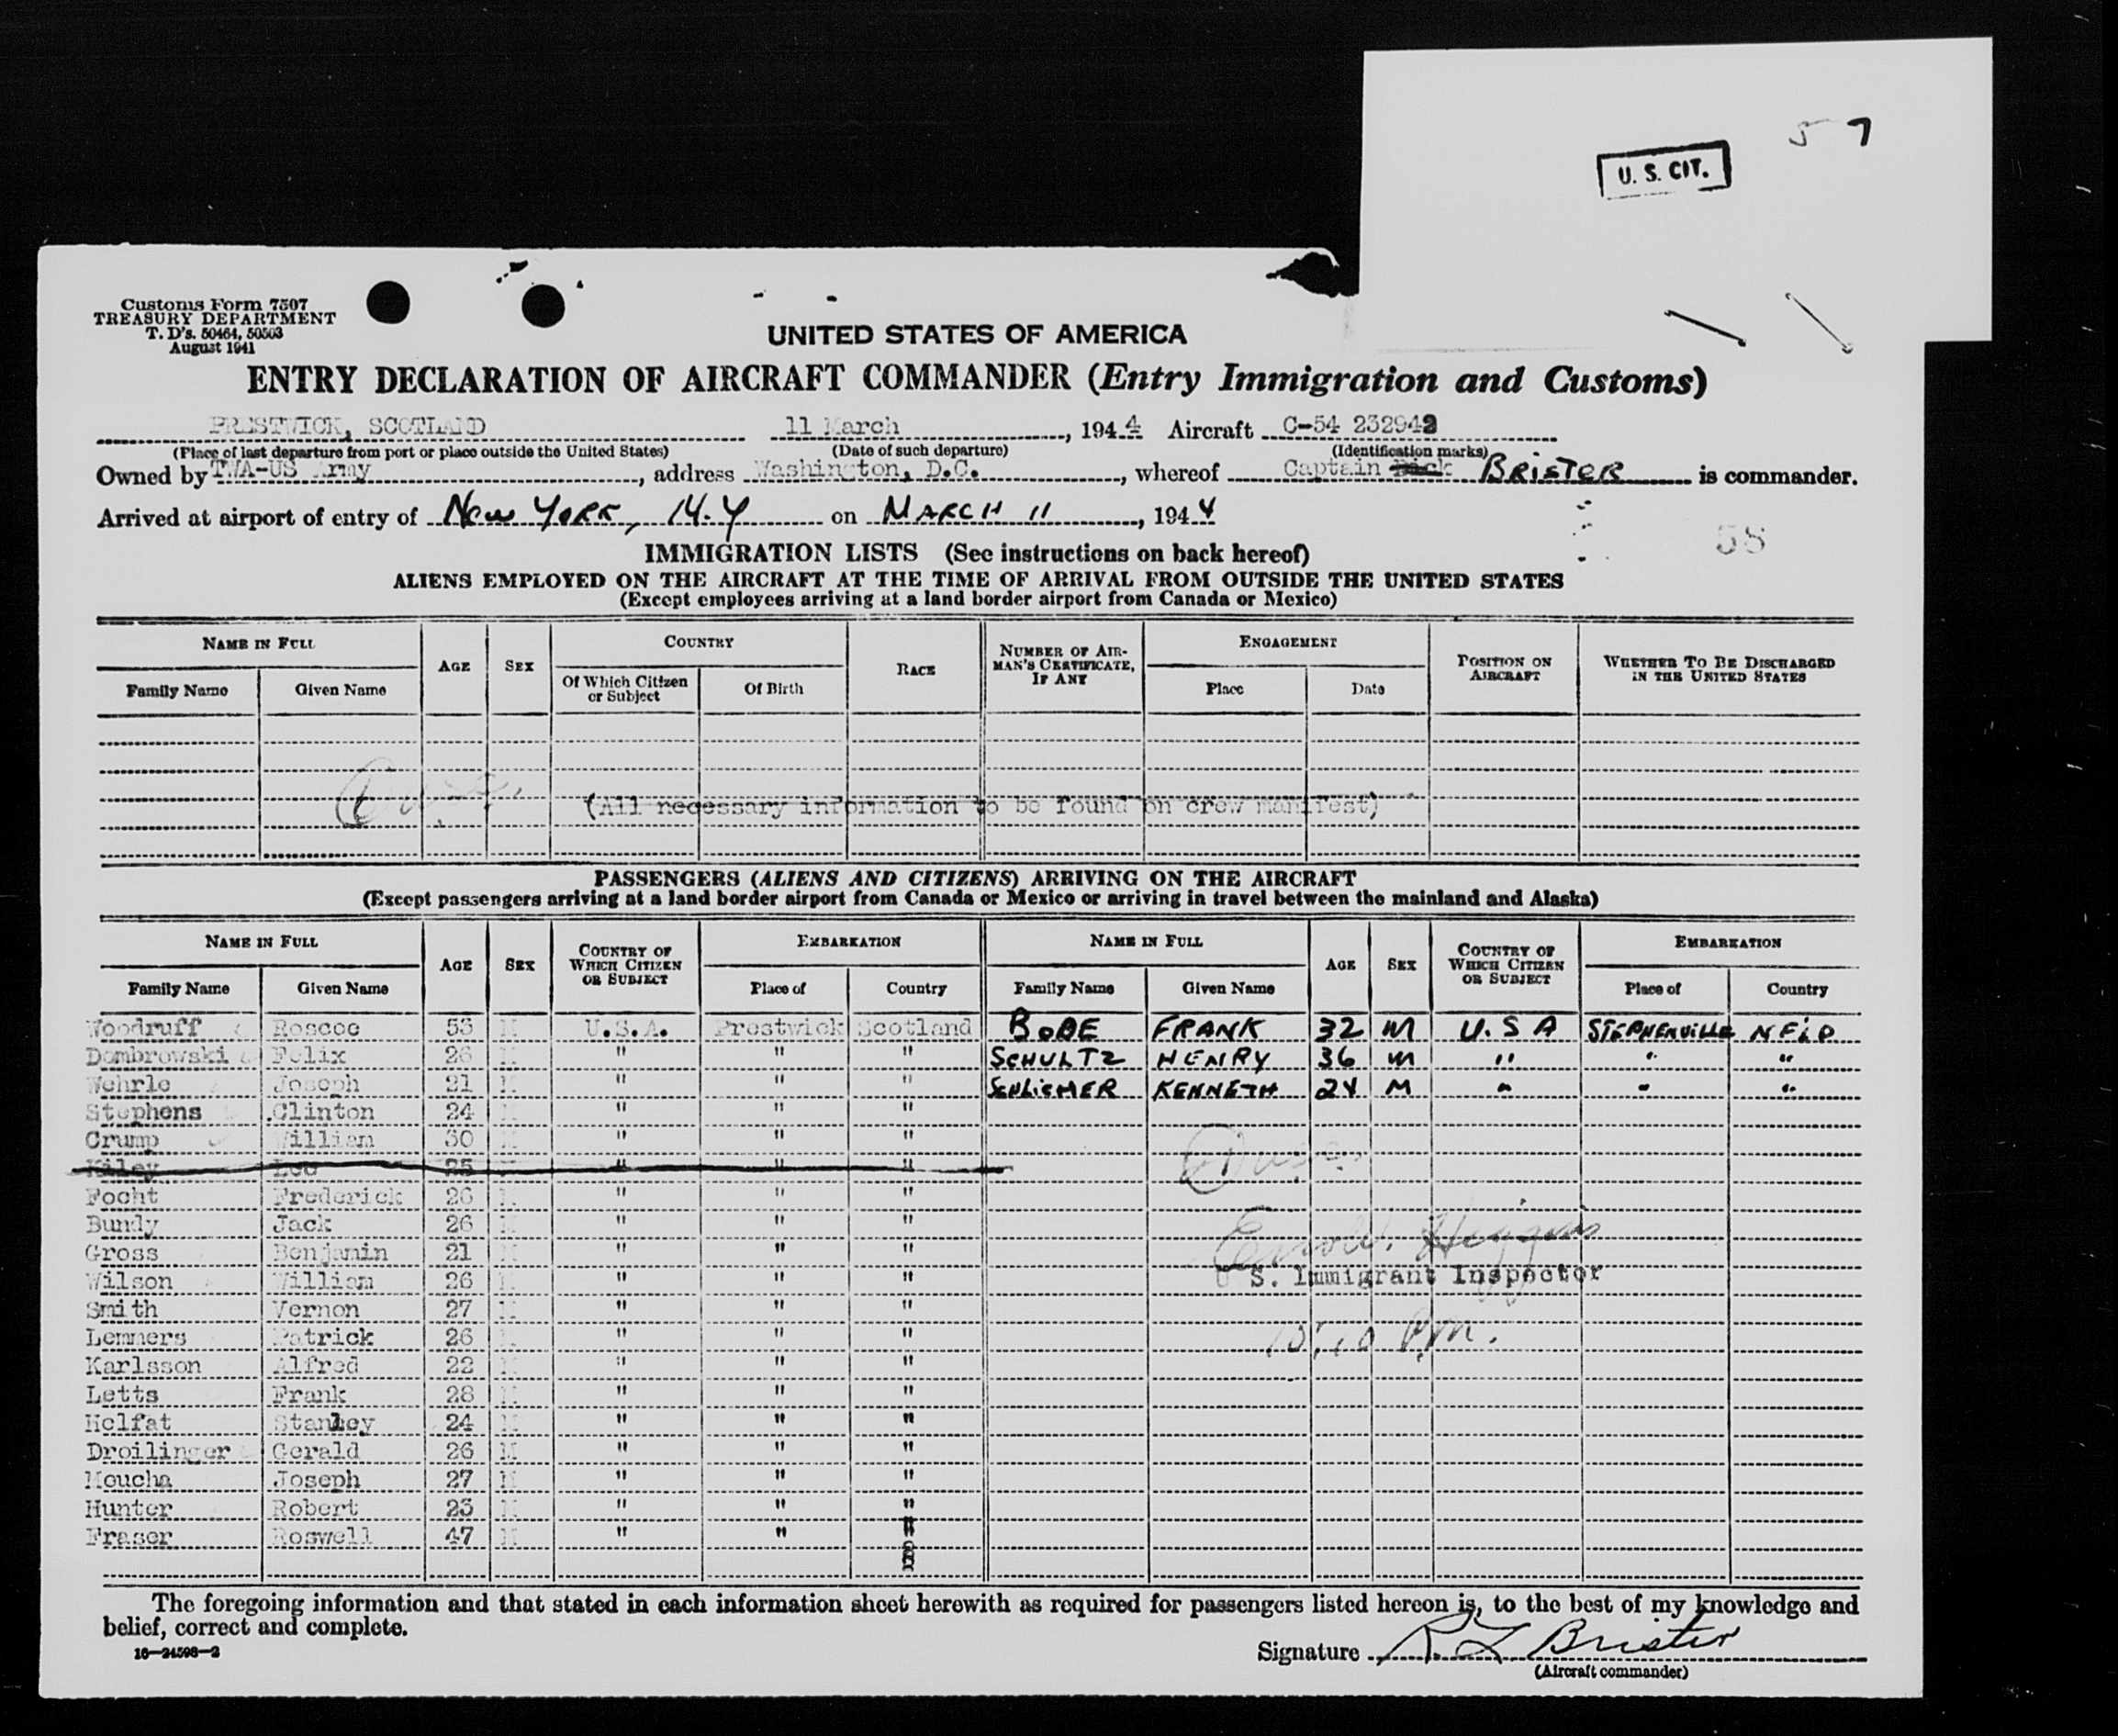 5 7
U. S. CIT.
Customs Form 7507
TREASURY DEPARTMENT
T. D's. 50464, 50503
August 1941
UNITED STATES OF AMERICA
ENTRY DECLARATION OF AIRCRAFT COMMANDER (Entry Immigration and Customs)
PRESTWICK, SCOTLAND 11 March, 1944 Aircraft C-54 232942
(Place of last departure from port or place outside the United States) (Date of such departure) (Identification marks)
Owned by TWA-US Army, address Washington, D.C., whereof Captain BRISTER is commander.
Arrived at airport of entry of NEW YORK, N.Y on MARCH 11, 1944
58
IMMIGRATION LISTS (See instructions on back hereof)
ALIENS EMPLOYED ON THE AIRCRAFT AT THE TIME OF ARRIVAL FROM OUTSIDE THE UNITED STATES
(Except employees arriving at a land border airport from Canada or Mexico)
NAME IN FULL AGE SEX COUNTRY RACE NUMBER OF AIRMAN'S CERTIFICATE, IF ANY ENGAGEMENT POSITION ON AIRCRAFT WHETHER TO BE DISCHARGED IN THE UNITED STATES
Family Name Given Name Of Which Citizen or Subject Of Birth Place Date
(All necessary information to be found on crew manifest)
PASSENGERS (ALIENS AND CITIZENS) ARRIVING ON THE AIRCRAFT
(Except passengers arriving at a land border airport from Canada or Mexico or arriving in travel between the mainland and Alaska)
NAME IN FULL AGE SEX COUNTRY OF WHICH CITIZEN OR SUBJECT EMBARKATION NAME IN FULL AGE SEX COUNTRY OF WHICH CITIZEN OR SUBJECT EMBARKATION
Family Name Given Name Place of Country Family Name Given Name Place of Country
Woodruff Roscoe 53 M U.S.A. Prestwick Scotland BODE FRANK 32 M U.S A STEPHENVILLE NFLD
Dombrowski Felix 26 M " " " SCHULTZ HENRY 36 M " " "
Wehrle Joseph 21 M " " " SCHLICHER KENNETH 24 M " " "
Stephens Clinton 24 M " " "
Crump William 30 M " " "
Kiley Leo 25 " " "
Focht Frederick 26 M " " "
Bundy Jack 26 M " " "
Gross Benjamin 21 M " " "
Wilson William 26 M " " "
U S. Immigrant Inspector
Smith Vernon 27 M " " "
Lemmers Patrick 26 M " " "
10:10 P.M.
Karlsson Alfred 22 M " " "
Letts Frank 28 M " " "
Helfat Stanley 24 M " " "
Droilinger Gerald 26 M " " "
Moucha Joseph 27 M " " "
Hunter Robert 23 M " " "
Fraser Roswell 47 M " " "
The foregoing information and that stated in each information sheet herewith as required for passengers listed hereon is, to the best of my knowledge and
belief, correct and complete.
16—24598-2
Signature R L Brister
(Aircraft commander)